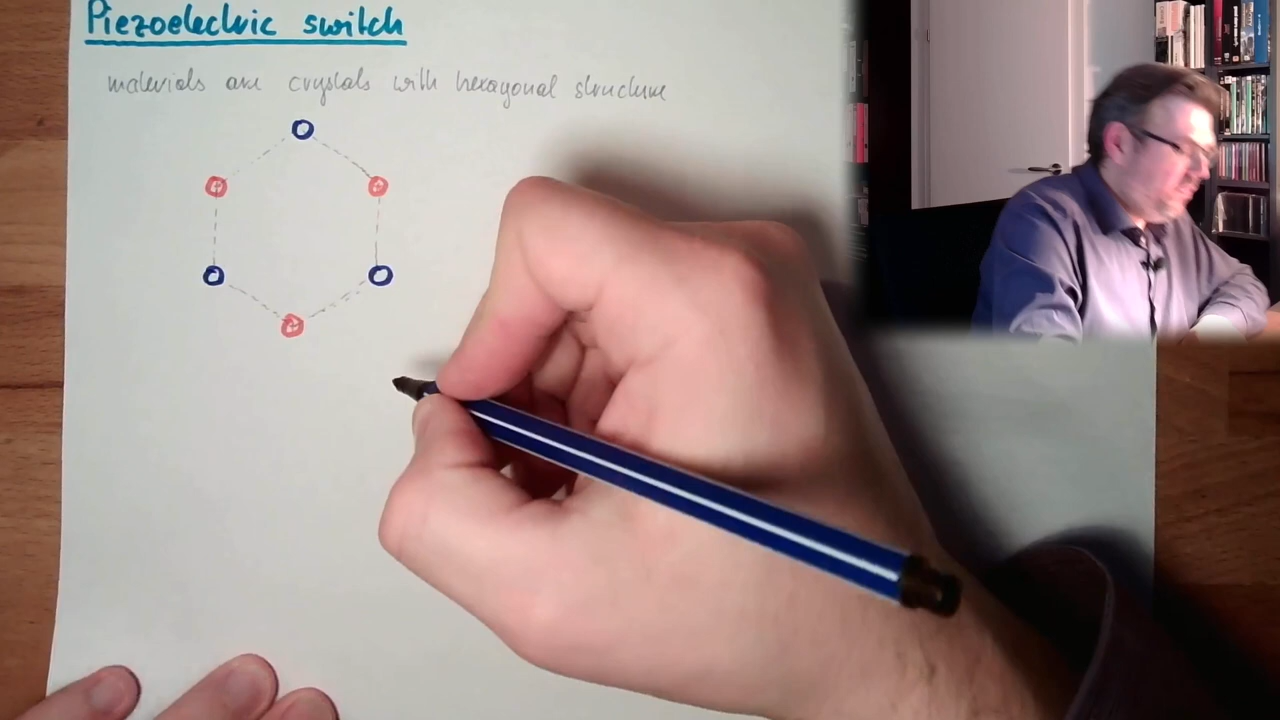 Piezoelectric switch
materials are crystals with hexagonal structure